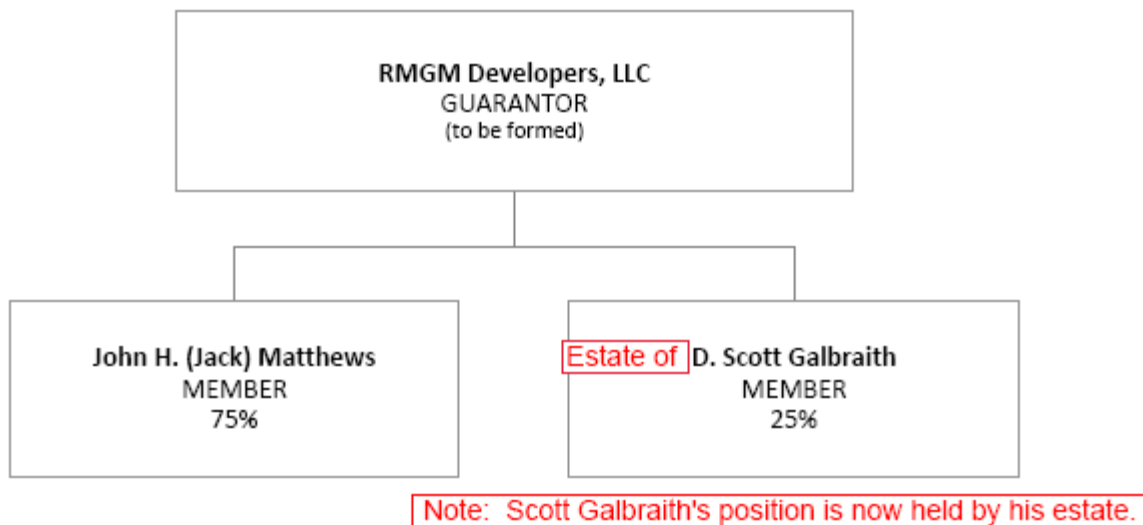 RMGM Developers, LLC
GUARANTOR
(to be formed)
John H. (Jack) Matthews
MEMBER
75%
Estate of D. Scott Galbraith
MEMBER
25%
Note: Scott Galbraith's position is now held by his estate.